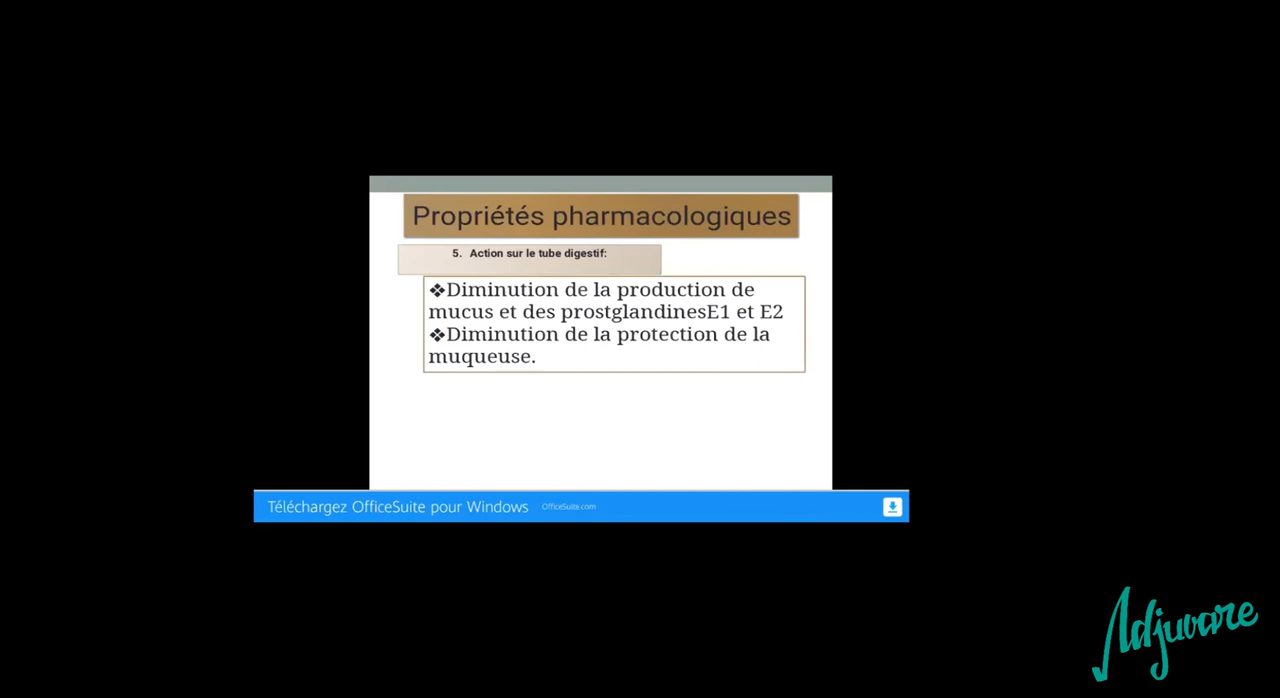 Propriétés pharmacologiques
5. Action sur le tube digestif:
❖Diminution de la production de
mucus et des prostglandinesE1 et E2
❖Diminution de la protection de la
muqueuse.
Téléchargez OfficeSuite pour Windows OfficeSuite.com
Adjuvare